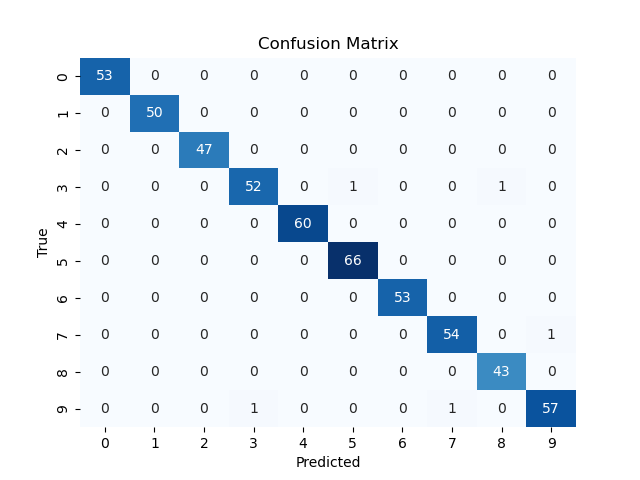 Confusion Matrix
True
0 53 0 0 0 0 0 0 0 0 0
1 0 50 0 0 0 0 0 0 0 0
2 0 0 47 0 0 0 0 0 0 0
3 0 0 0 52 0 1 0 0 1 0
4 0 0 0 0 60 0 0 0 0 0
5 0 0 0 0 0 66 0 0 0 0
6 0 0 0 0 0 0 53 0 0 0
7 0 0 0 0 0 0 0 54 0 1
8 0 0 0 0 0 0 0 0 43 0
9 0 0 0 1 0 0 0 1 0 57
0 1 2 3 4 5 6 7 8 9
Predicted